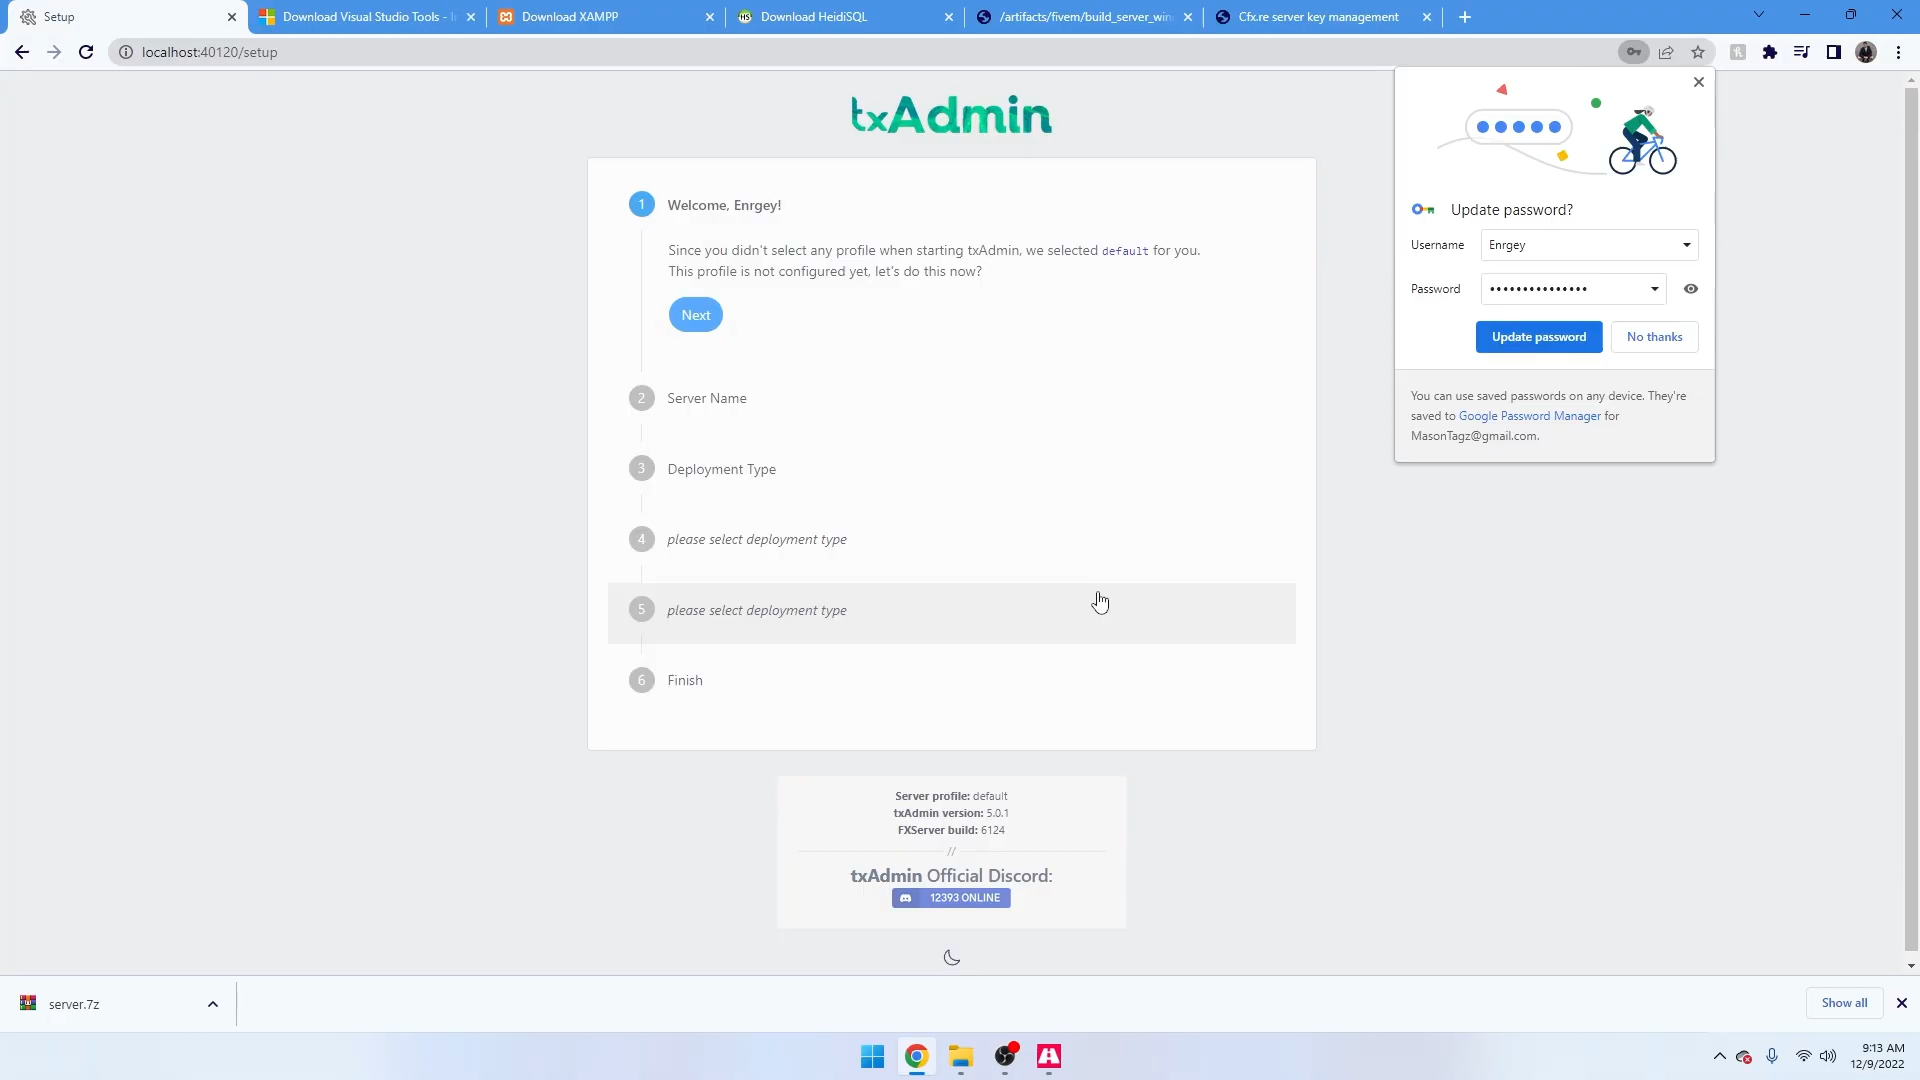 Setup
Download Visual Studio Tools - I
Download XAMPP
Download HeidiSQL
/artifacts/fivem/build_server_win
Cfx.re server key management
localhost:40120/setup
txAdmin
1 Welcome, Enrgey!
Since you didn't select any profile when starting txAdmin, we selected default for you.
This profile is not configured yet, let's do this now?
Next
2 Server Name
3 Deployment Type
4 please select deployment type
5 please select deployment type
6 Finish
Update password?
Username Enrgey
Password •••••••••••••••
Update password No thanks
You can use saved passwords on any device. They're
saved to Google Password Manager for
MasonTagz@gmail.com.
Server profile: default
txAdmin version: 5.0.1
FXServer build: 6124
//
txAdmin Official Discord:
12393 ONLINE
server.7z
Show all
9:13 AM
12/9/2022